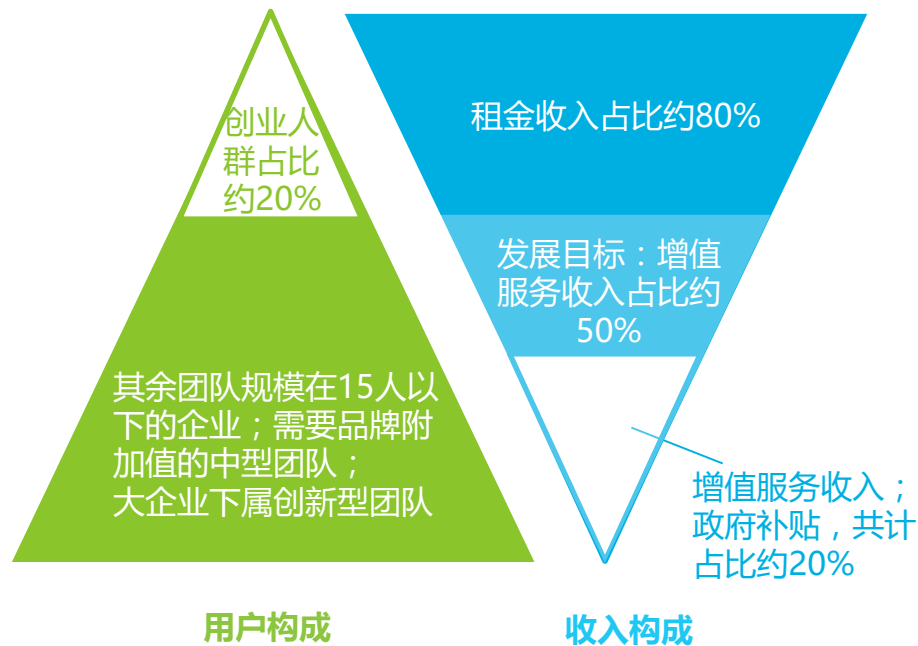 创业人
群占比
约20%
其余团队规模在15人以
下的企业；需要品牌附
加值的中型团队；
大企业下属创新型团队
用户构成
租金收入占比约80%
发展目标：增值
服务收入占比约
50%
增值服务收入；
政府补贴，共计
占比约20%
收入构成